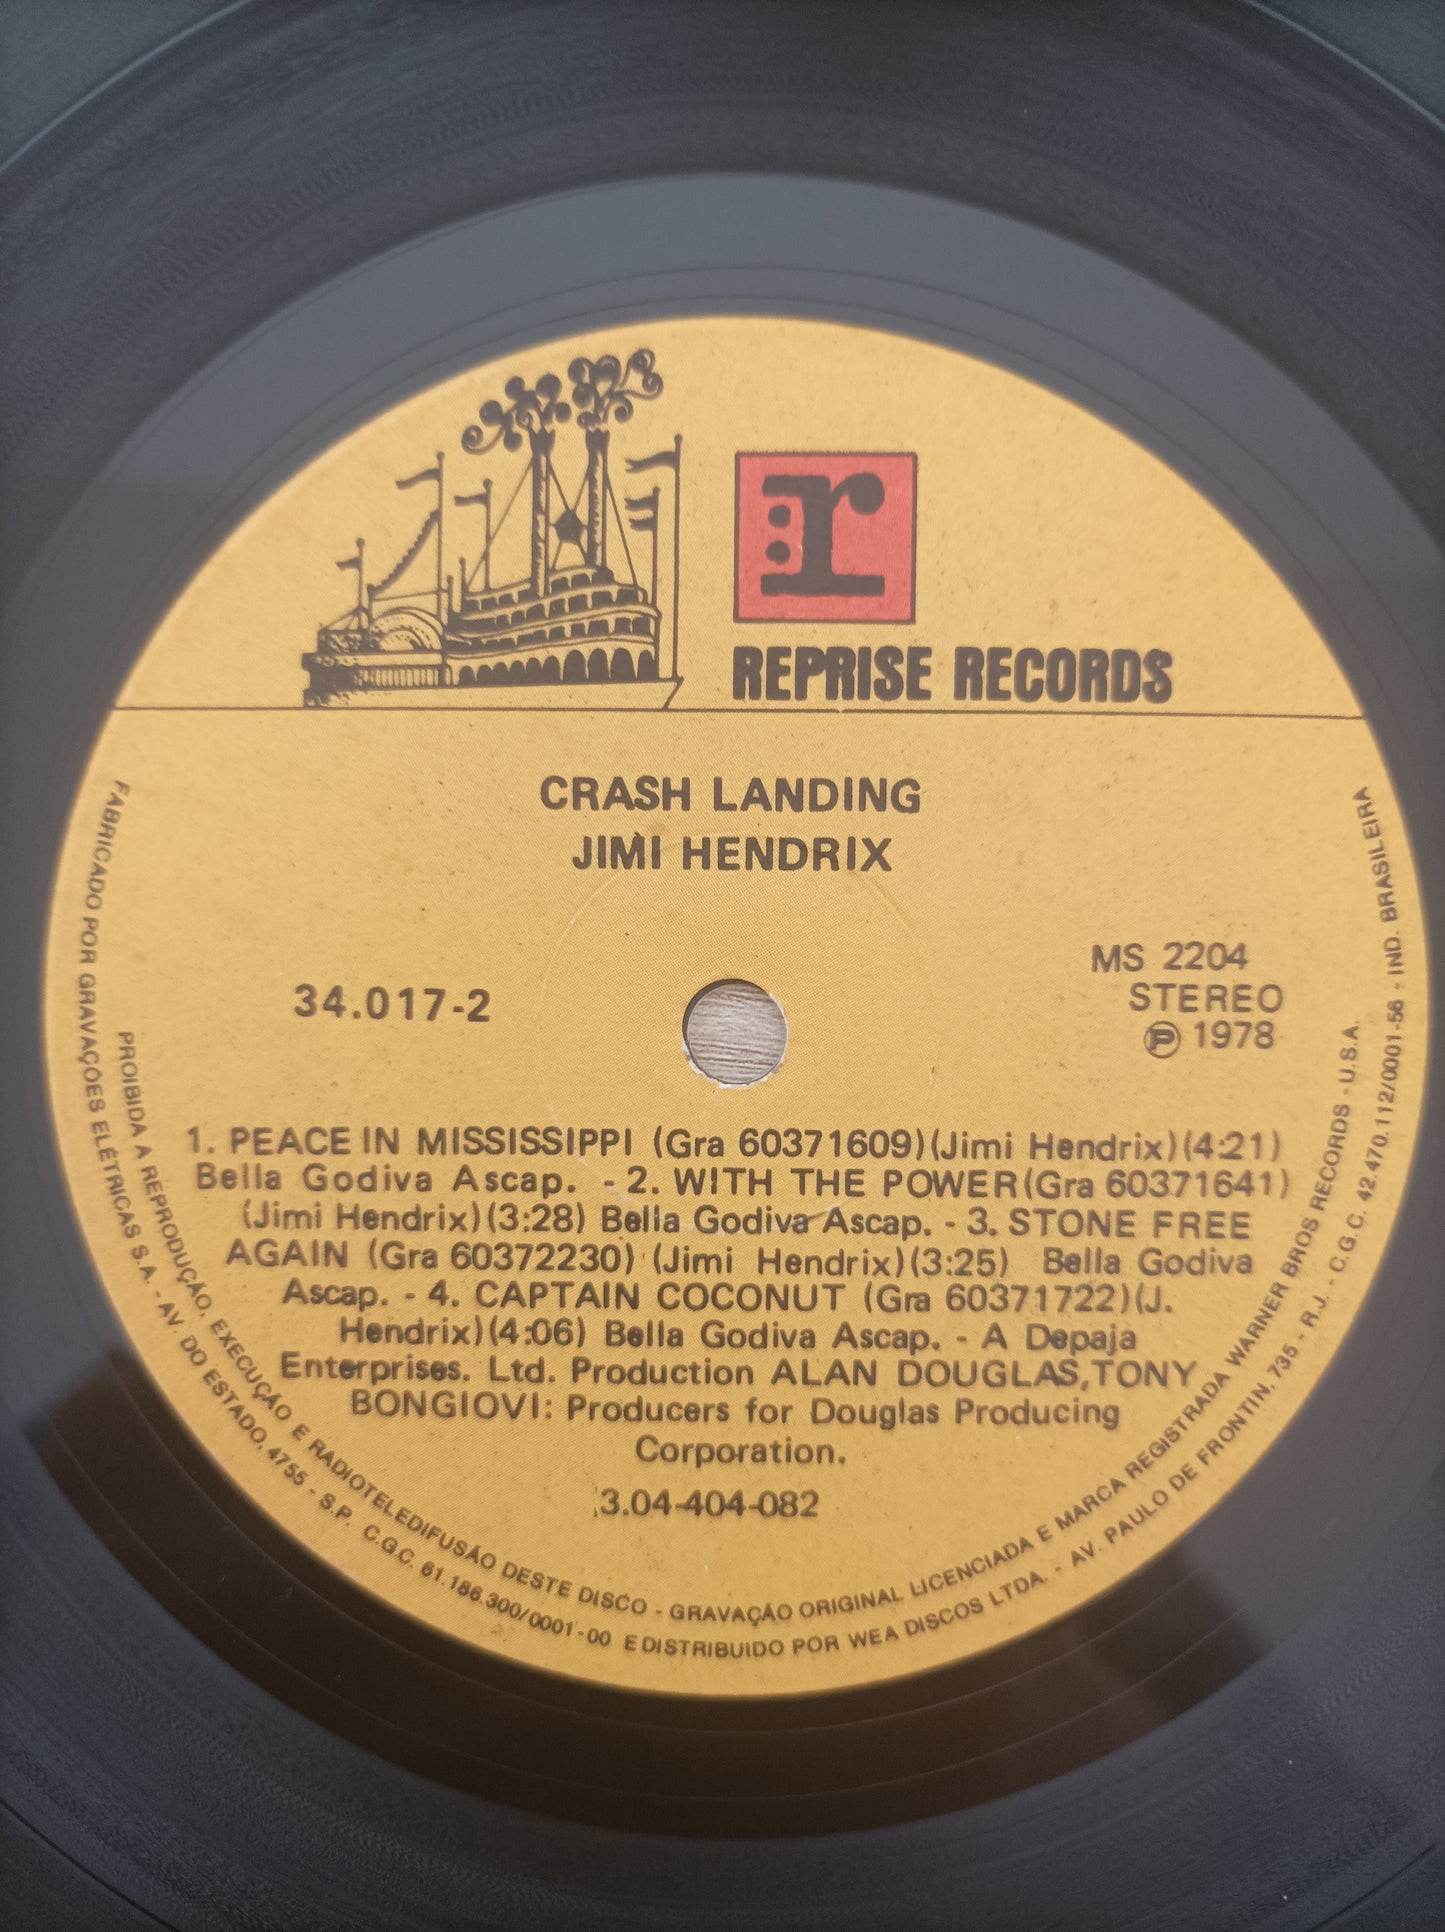 r
REPRISE RECORDS
CRASH LANDING
JIMI HENDRIX
34.017-2
MS 2204
STEREO
Ⓟ 1978
1. PEACE IN MISSISSIPPI (Gra 60371609)(Jimi Hendrix)(4:21)
Bella Godiva Ascap. - 2. WITH THE POWER(Gra 60371641)
(Jimi Hendrix)(3:28) Bella Godiva Ascap. - 3. STONE FREE
AGAIN (Gra 60372230) (Jimi Hendrix)(3:25) Bella Godiva
Ascap. - 4. CAPTAIN COCONUT (Gra 60371722)(J.
Hendrix)(4:06) Bella Godiva Ascap. - A Depaja
Enterprises. Ltd. Production ALAN DOUGLAS,TONY
BONGIOVI: Producers for Douglas Producing
Corporation.
3.04-404-082
PROIBIDA A REPRODUÇÃO, EXECUÇÃO E RADIOTELEDIFUSÃO DESTE DISCO - GRAVAÇÃO ORIGINAL LICENCIADA E MARCA REGISTRADA WARNER BROS RECORDS - U.S.A.
FABRICADO POR GRAVAÇÕES ELÉTRICAS S.A. - AV. DO ESTADO, 4755 - S.P. C.G.C. 61.186.300/0001-00 E DISTRIBUIDO POR WEA DISCOS LTDA. - AV. PAULO DE FRONTIN, 735 - R.J. - C.G.C. 42.470.112/0001-56 - IND. BRASILEIRA